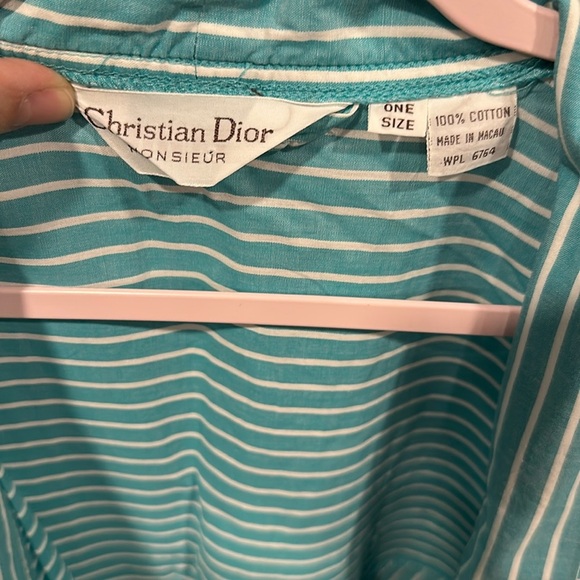 Christian Dior
MONSIEUR
ONE
SIZE
100% COTTON
MADE IN MACAU
WPL 6764